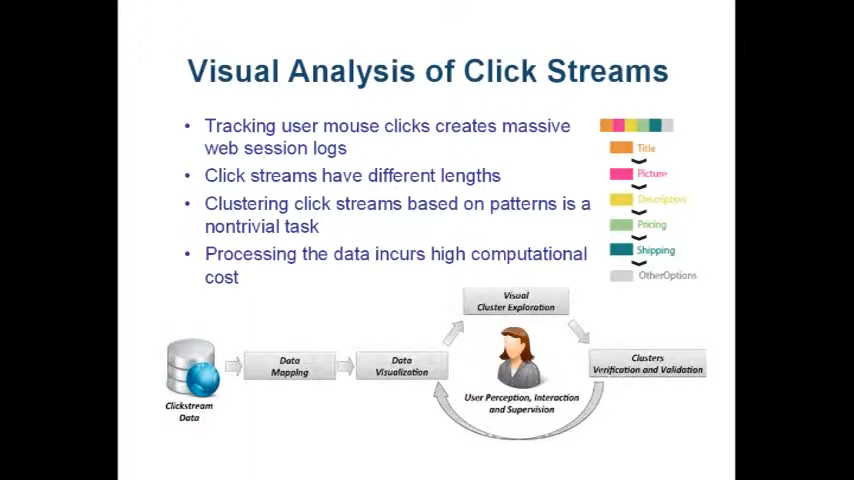 Visual Analysis of Click Streams
• Tracking user mouse clicks creates massive
web session logs
• Click streams have different lengths
• Clustering click streams based on patterns is a
nontrivial task
• Processing the data incurs high computational
cost
Title
Picture
Description
Pricing
Shipping
OtherOptions
Visual
Cluster Exploration
Data
Mapping
Data
Visualization
Clusters
Verification and Validation
User Perception, Interaction
and Supervision
Clickstream
Data